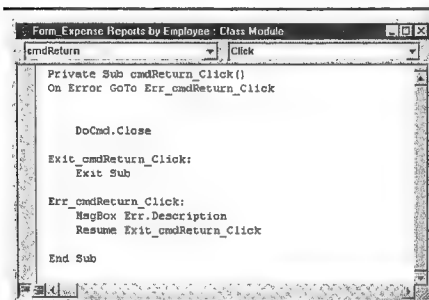 Form_Expense Reports by Employee : Class Module
cmdReturn Click
Private Sub cmdReturn_Click()
On Error GoTo Err_cmdReturn_Click
DoCmd.Close
Exit_cmdReturn_Click:
Exit Sub
Err_cmdReturn_Click:
MsgBox Err.Description
Resume Exit_cmdReturn_Click
End Sub